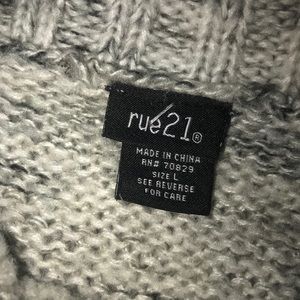 rue21®
MADE IN CHINA
RN# 70829
SIZE L
SEE REVERSE
FOR CARE